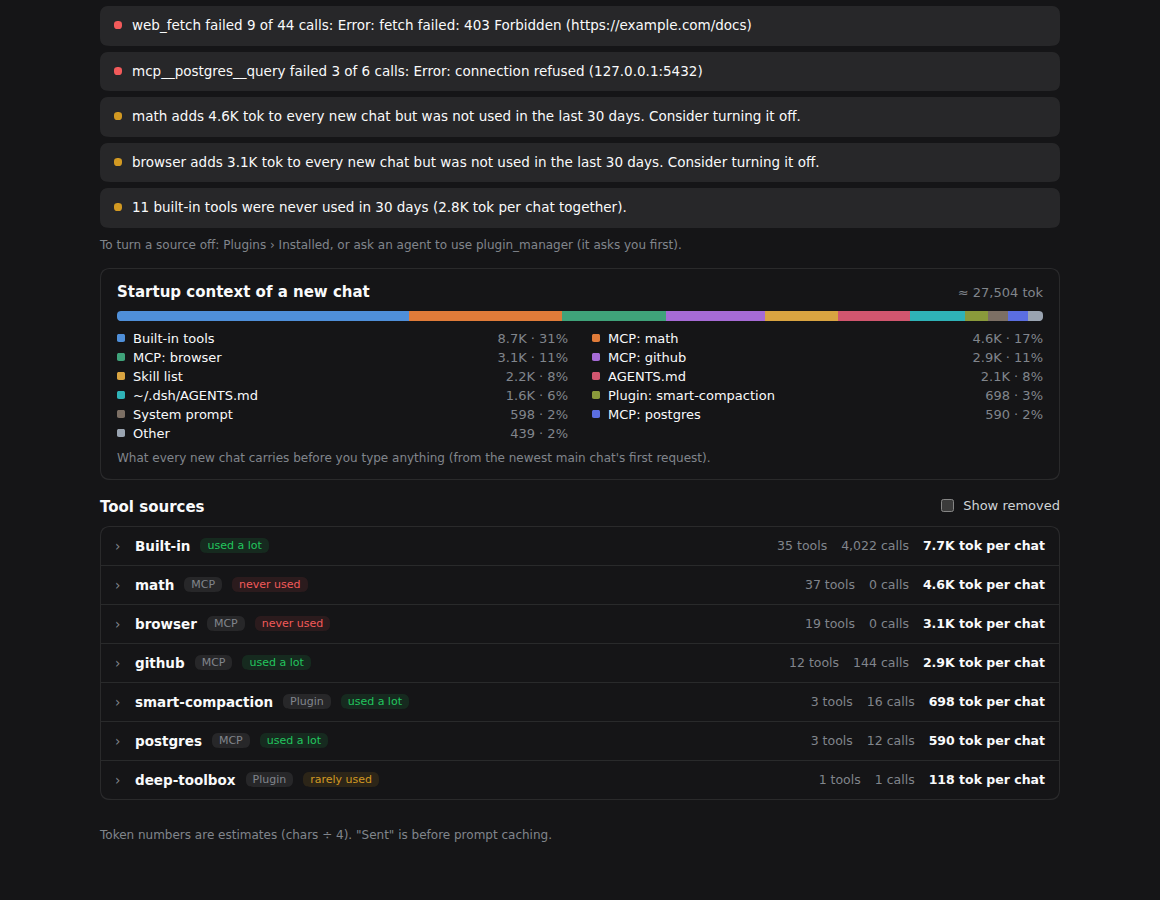 web_fetch failed 9 of 44 calls: Error: fetch failed: 403 Forbidden (https://example.com/docs)
mcp__postgres__query failed 3 of 6 calls: Error: connection refused (127.0.0.1:5432)
math adds 4.6K tok to every new chat but was not used in the last 30 days. Consider turning it off.
browser adds 3.1K tok to every new chat but was not used in the last 30 days. Consider turning it off.
11 built-in tools were never used in 30 days (2.8K tok per chat together).
To turn a source off: Plugins › Installed, or ask an agent to use plugin_manager (it asks you first).
Startup context of a new chat ≈ 27,504 tok
Built-in tools 8.7K · 31% MCP: math 4.6K · 17%
MCP: browser 3.1K · 11% MCP: github 2.9K · 11%
Skill list 2.2K · 8% AGENTS.md 2.1K · 8%
~/.dsh/AGENTS.md 1.6K · 6% Plugin: smart-compaction 698 · 3%
System prompt 598 · 2% MCP: postgres 590 · 2%
Other 439 · 2%
What every new chat carries before you type anything (from the newest main chat's first request).
Tool sources Show removed
› Built-in used a lot 35 tools 4,022 calls 7.7K tok per chat
› math MCP never used 37 tools 0 calls 4.6K tok per chat
› browser MCP never used 19 tools 0 calls 3.1K tok per chat
› github MCP used a lot 12 tools 144 calls 2.9K tok per chat
› smart-compaction Plugin used a lot 3 tools 16 calls 698 tok per chat
› postgres MCP used a lot 3 tools 12 calls 590 tok per chat
› deep-toolbox Plugin rarely used 1 tools 1 calls 118 tok per chat
Token numbers are estimates (chars ÷ 4). "Sent" is before prompt caching.